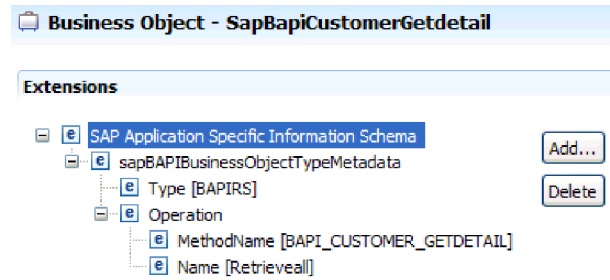 Business Object - SapBapiCustomerGetdetail
Extensions
e SAP Application Specific Information Schema
Add...
e sapBAPIBusinessObjectTypeMetadata
e Type [BAPIRS]
Delete
e Operation
e MethodName [BAPI_CUSTOMER_GETDETAIL]
e Name [Retrieveall]